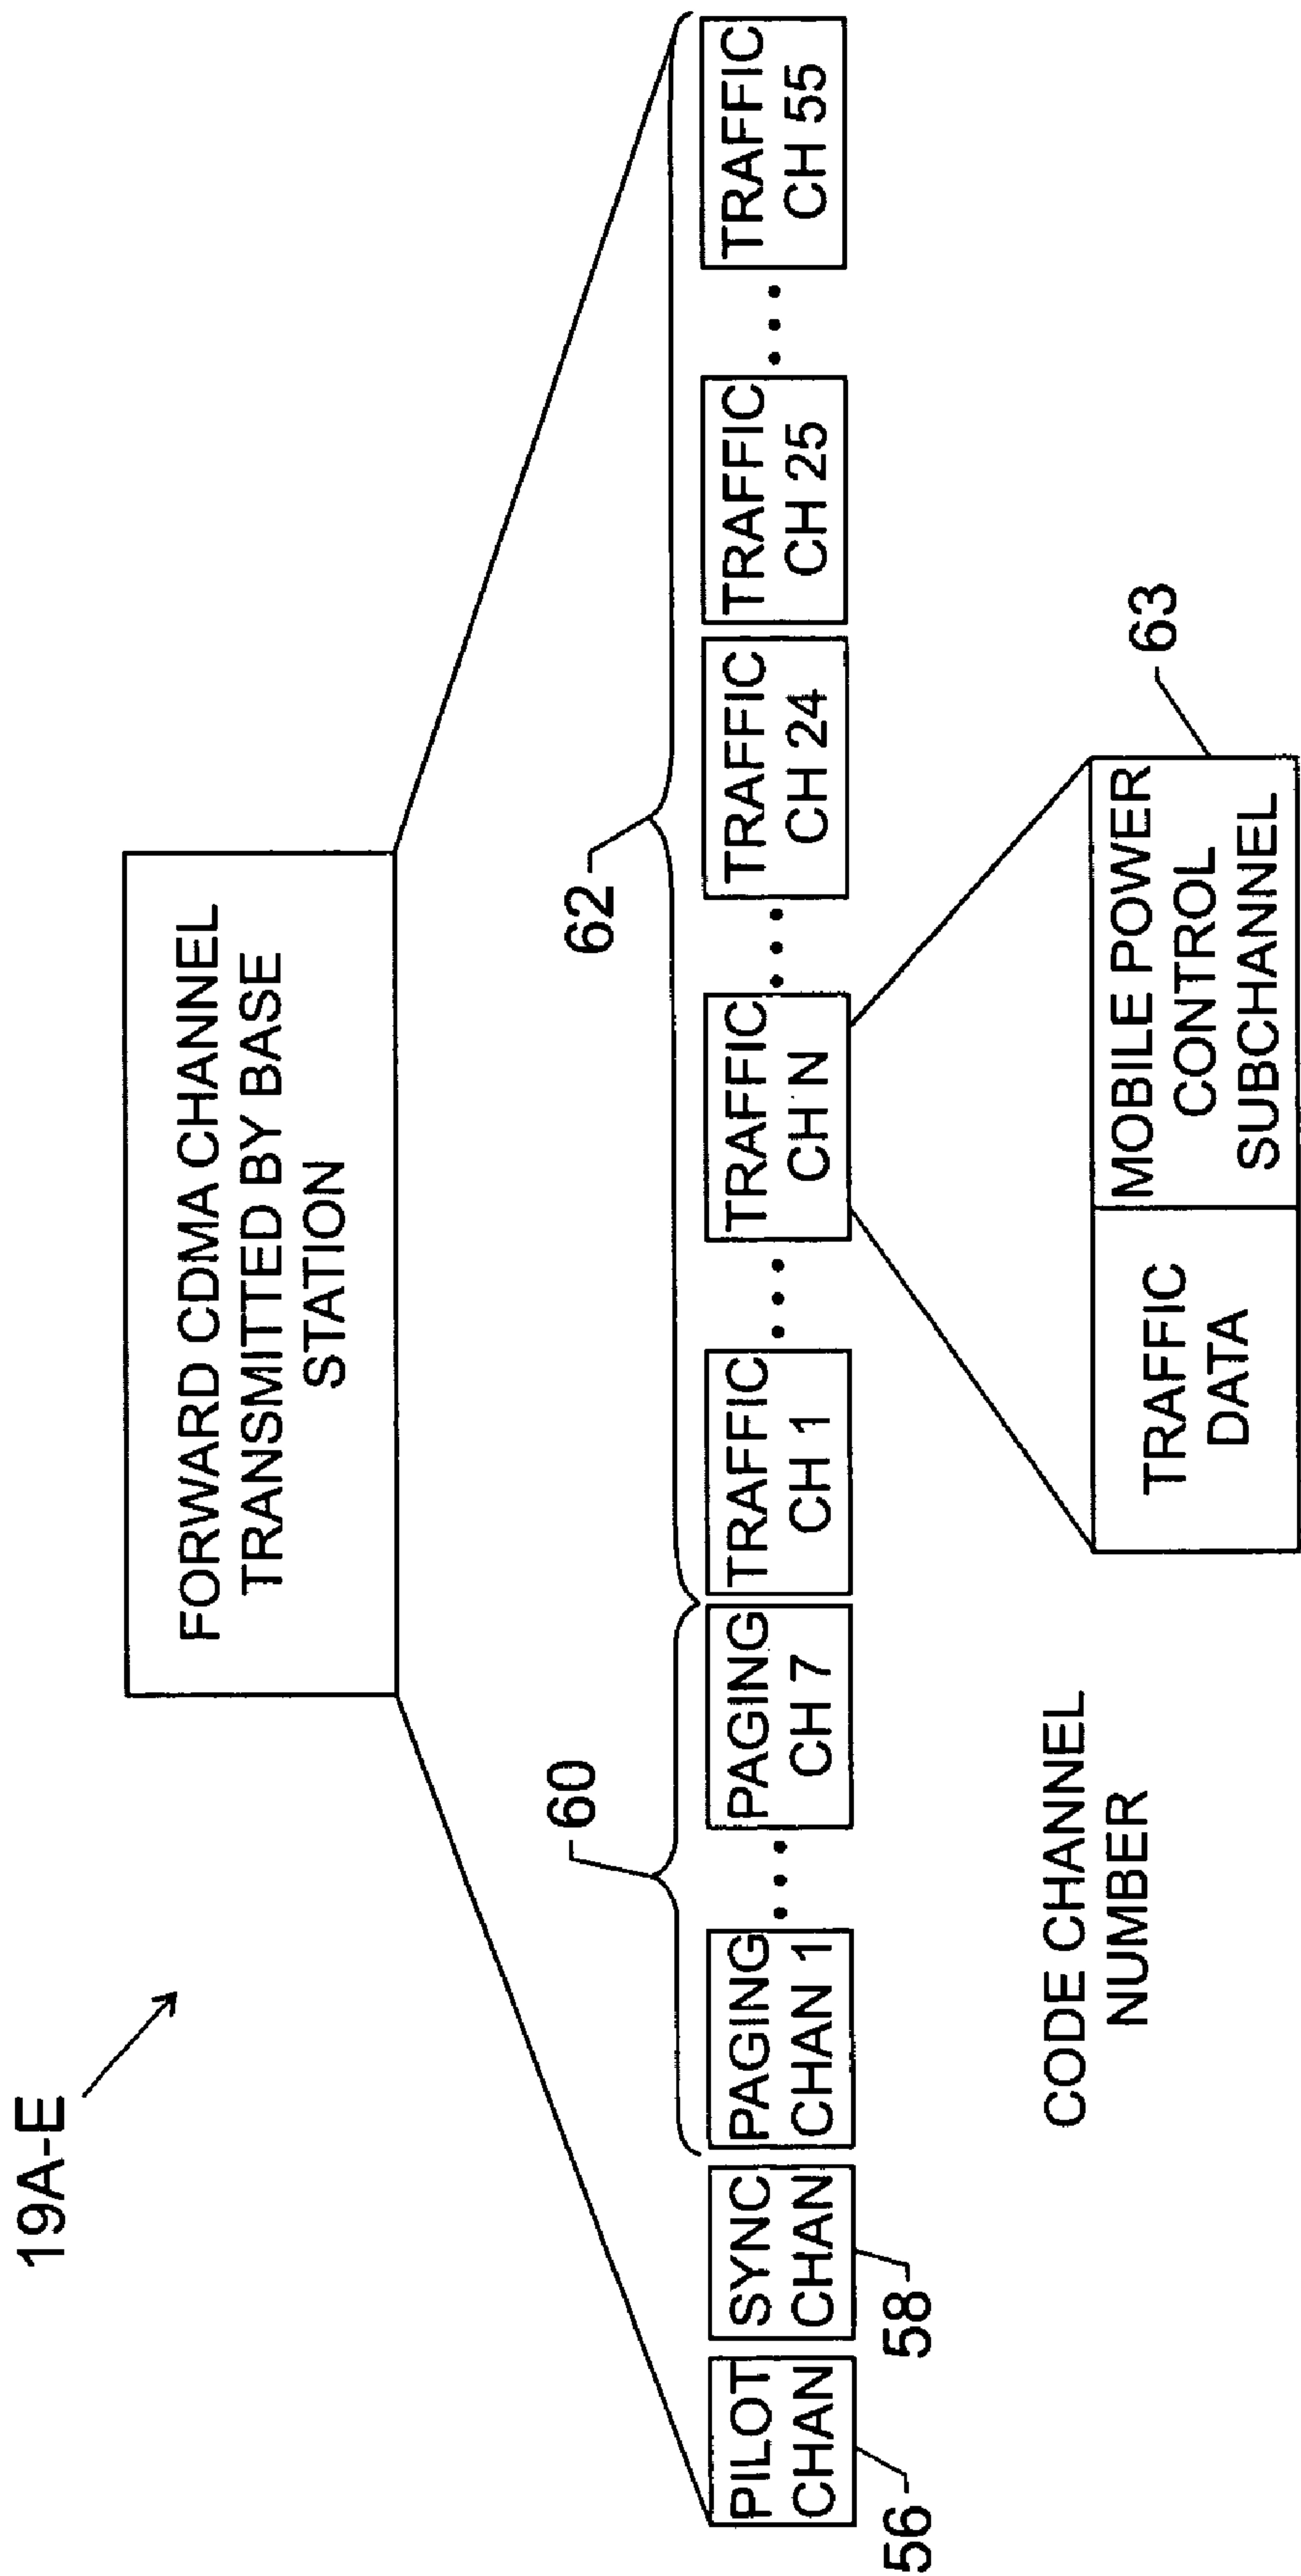 19A-E
FORWARD CDMA CHANNEL
TRANSMITTED BY BASE
STATION
60
62
PILOT
CHAN
SYNC
CHAN
PAGING
CHAN 1
PAGING
CH 7
TRAFFIC
CH 1
TRAFFIC
CH N
TRAFFIC
CH 24
TRAFFIC
CH 25
TRAFFIC
CH 55
56
58
CODE CHANNEL
NUMBER
63
TRAFFIC
DATA
MOBILE POWER
CONTROL
SUBCHANNEL